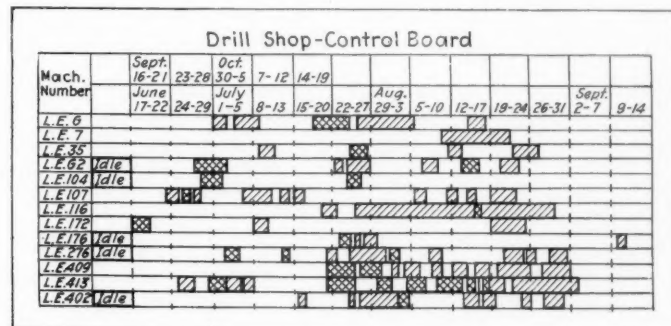 Drill Shop-Control Board
Sept. Oct.
16-21 23-28 30-5 7-12 14-19
Mach. Number
June July Aug. Sept.
17-22 24-29 1-5 8-13 15-20 22-27 29-3 5-10 12-17 19-24 26-31 2-7 9-14
L.E.6
L.E. 7
L.E.35
L.E.62 Idle
L.E.104 Idle
L.E.107
L.E.116
L.E.172
L.E.176 Idle
L.E.276 Idle
L.E.409
L.E.413
L.E.402 Idle